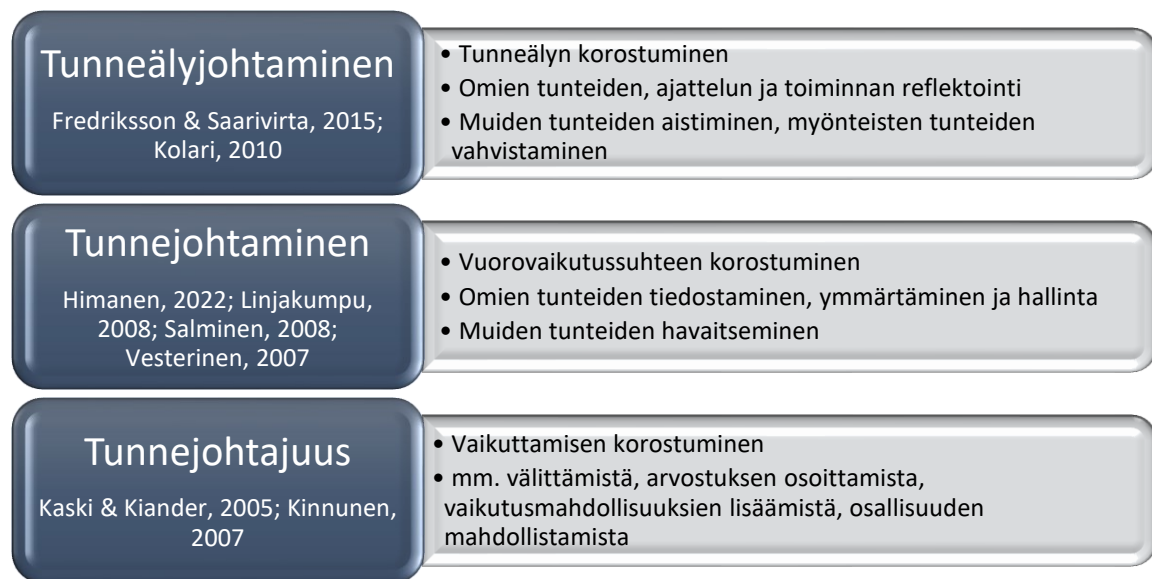 Tunneälyjohtaminen
Fredriksson & Saarivirta, 2015;
Kolari, 2010
• Tunneälyn korostuminen
• Omien tunteiden, ajattelun ja toiminnan reflektointi
• Muiden tunteiden aistiminen, myönteisten tunteiden
vahvistaminen
Tunnejohtaminen
Himanen, 2022; Linjakumpu,
2008; Salminen, 2008;
Vesterinen, 2007
• Vuorovaikutussuhteen korostuminen
• Omien tunteiden tiedostaminen, ymmärtäminen ja hallinta
• Muiden tunteiden havaitseminen
Tunnejohtajuus
Kaski & Kiander, 2005; Kinnunen,
2007
• Vaikuttamisen korostuminen
• mm. välittämistä, arvostuksen osoittamista,
vaikutusmahdollisuuksien lisäämistä, osallisuuden
mahdollistamista